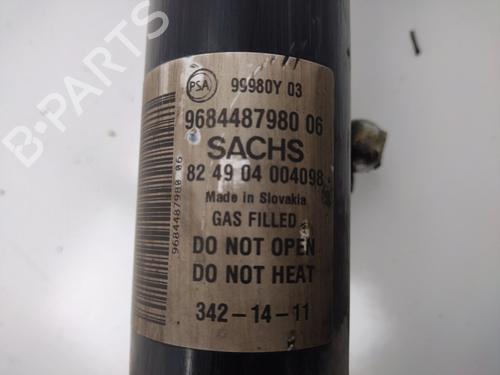 PSA 99980Y 03
9684487980 06
SACHS
82 49 04 004098
Made in Slovakia
GAS FILLED
DO NOT OPEN
DO NOT HEAT
342-14-11
9684487980 06
B-PARTS